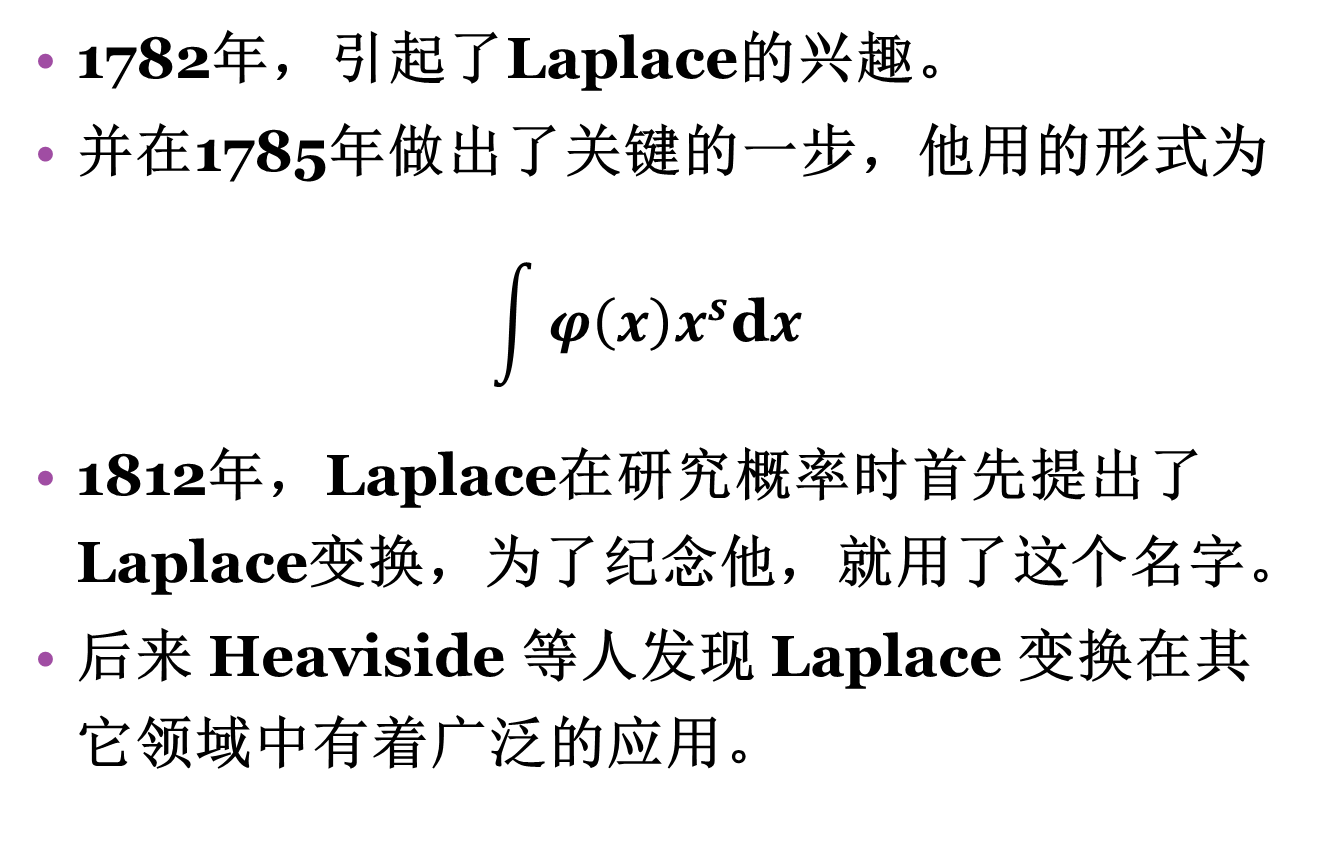 • 1782年，引起了Laplace的兴趣。
• 并在1785年做出了关键的一步，他用的形式为
∫ φ(x)xˢdx
• 1812年，Laplace在研究概率时首先提出了
Laplace变换，为了纪念他，就用了这个名字。
• 后来 Heaviside 等人发现 Laplace 变换在其
它领域中有着广泛的应用。